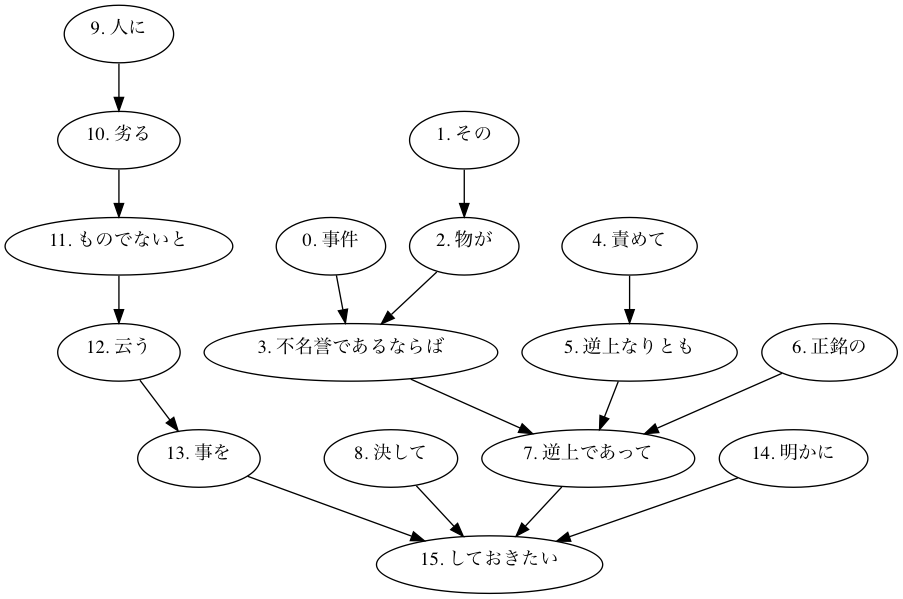 9. 人に
10. 劣る
1. その
11. ものでないと
0. 事件
2. 物が
4. 責めて
12. 云う
3. 不名誉であるならば
5. 逆上なりとも
6. 正銘の
13. 事を
8. 決して
7. 逆上であって
14. 明かに
15. しておきたい